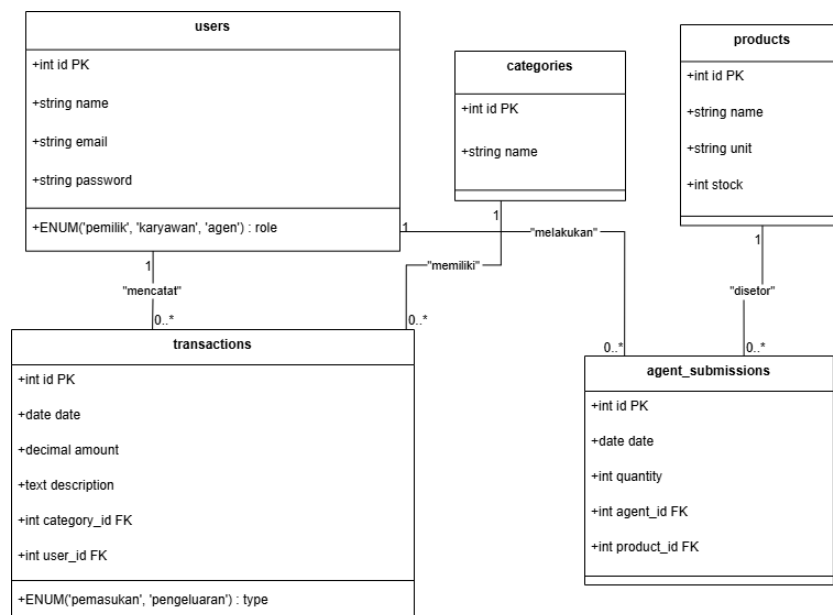 users
+int id PK
+string name
+string email
+string password
+ENUM('pemilik', 'karyawan', 'agen') : role
categories
+int id PK
+string name
products
+int id PK
+string name
+string unit
+int stock
1
"mencatat"
0..*
1
"memiliki"
0..*
1
"melakukan"
0..*
1
"disetor"
0..*
transactions
+int id PK
+date date
+decimal amount
+text description
+int category_id FK
+int user_id FK
+ENUM('pemasukan', 'pengeluaran') : type
agent_submissions
+int id PK
+date date
+int quantity
+int agent_id FK
+int product_id FK